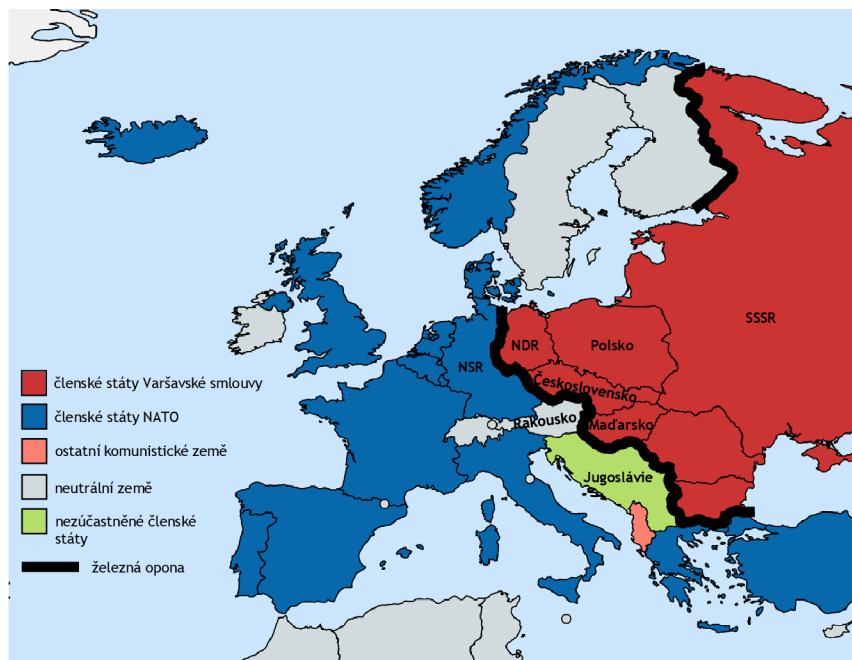 SSSR
NDR
Polsko
NSR
Československo
Rakousko
Maďarsko
Jugoslávie
členské státy Varšavské smlouvy
členské státy NATO
ostatní komunistické země
neutrální země
nezúčastněné členské
státy
železná opona